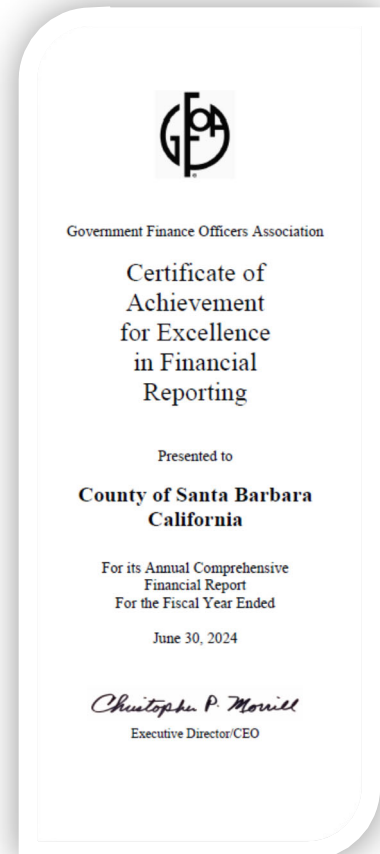 GFOA
Government Finance Officers Association
Certificate of
Achievement
for Excellence
in Financial
Reporting
Presented to
County of Santa Barbara
California
For its Annual Comprehensive
Financial Report
For the Fiscal Year Ended
June 30, 2024
Christopher P. Morrill
Executive Director/CEO